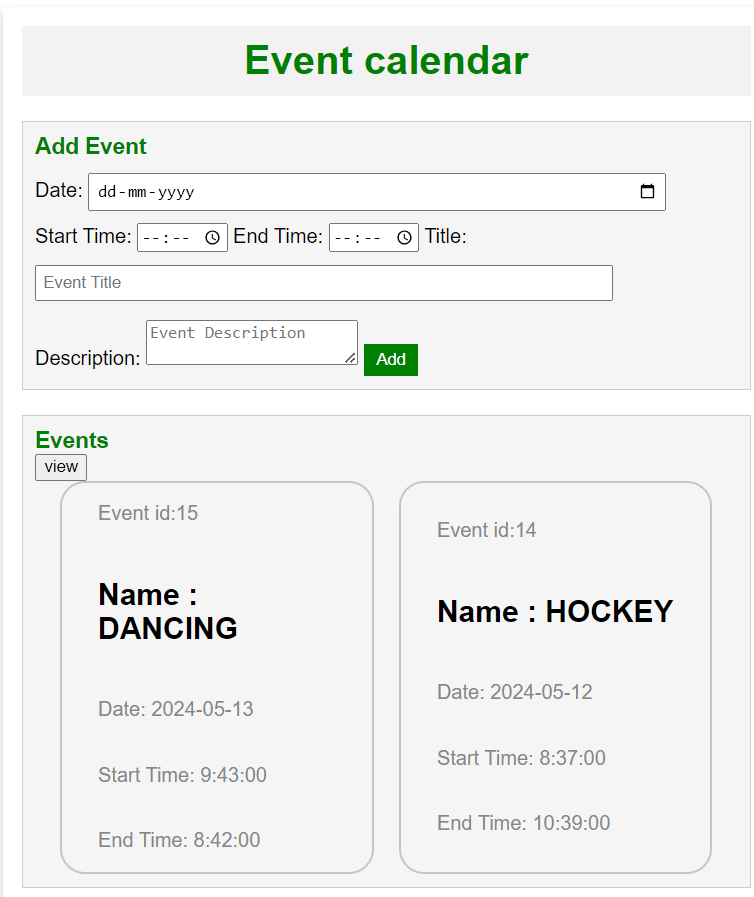 Event calendar
Add Event
Date: dd-mm-yyyy
Start Time: --:-- End Time: --:-- Title:
Event Title
Description: Event Description Add
Events
view
Event id:15
Name :
DANCING
Date: 2024-05-13
Start Time: 9:43:00
End Time: 8:42:00
Event id:14
Name : HOCKEY
Date: 2024-05-12
Start Time: 8:37:00
End Time: 10:39:00